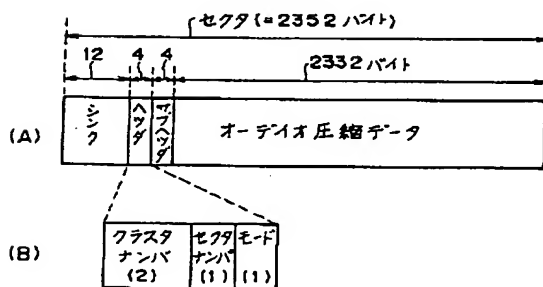 セクタ(=2352バイト)
12 4 4 2332バイト
(A) シンク ヘッダ サブヘッダ オーディオ圧縮データ
(B) クラスタナンバ(2) セクタナンバ(1) モード(1)